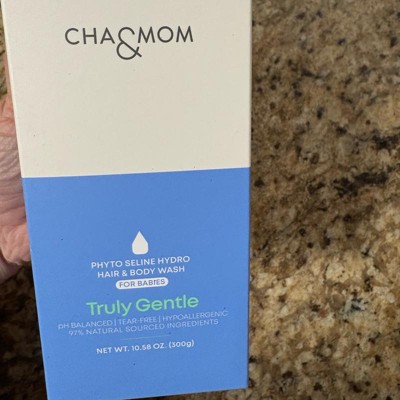 CHA&MOM
PHYTO SELINE HYDRO
HAIR & BODY WASH
FOR BABIES
Truly Gentle
pH BALANCED | TEAR-FREE | HYPOALLERGENIC
97% NATURAL SOURCED INGREDIENTS
NET WT. 10.58 OZ. (300g)